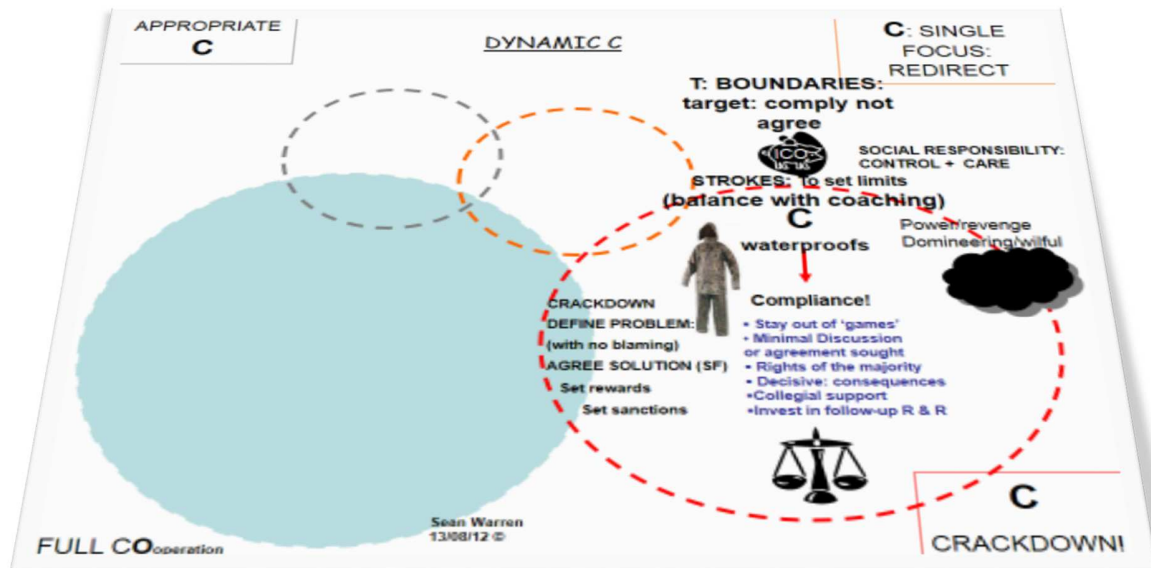 APPROPRIATE
C
DYNAMIC C
C: SINGLE
FOCUS:
REDIRECT
T: BOUNDARIES:
target: comply not
agree
ICO
SOCIAL RESPONSIBILITY:
CONTROL + CARE
STROKES: To set limits
(balance with coaching)
C
waterproofs
Power/revenge
Domineering/wilful
CRACKDOWN
DEFINE PROBLEM:
(with no blaming)
AGREE SOLUTION (SF)
Set rewards
Set sanctions
Compliance!
• Stay out of ‘games’
• Minimal Discussion
or agreement sought
• Rights of the majority
• Decisive: consequences
•Collegial support
•Invest in follow-up R & R
Sean Warren
13/08/12 ©
FULL COoperation
C
CRACKDOWN!